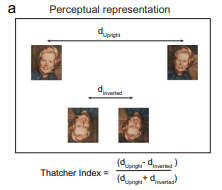 a Perceptual representation
dUpright
dInverted
Thatcher Index = (dUpright- dInverted )
(dUpright+ dInverted)